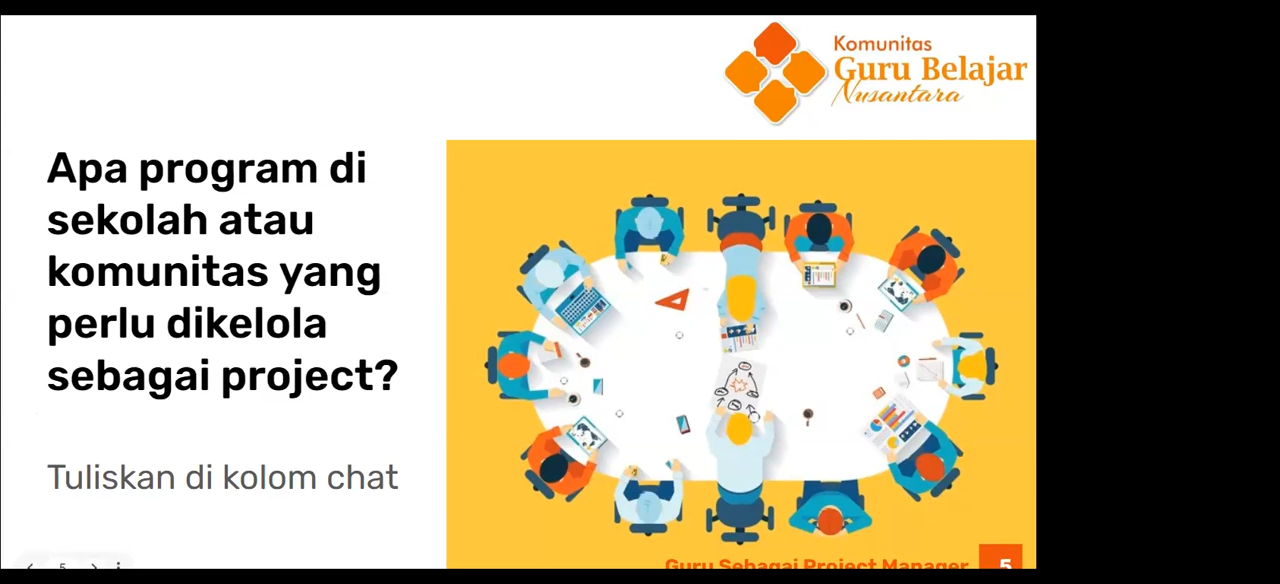 Komunitas
Guru Belajar
Nusantara
Apa program di
sekolah atau
komunitas yang
perlu dikelola
sebagai project?
Tuliskan di kolom chat
5
Guru Sebagai Project Manager
5